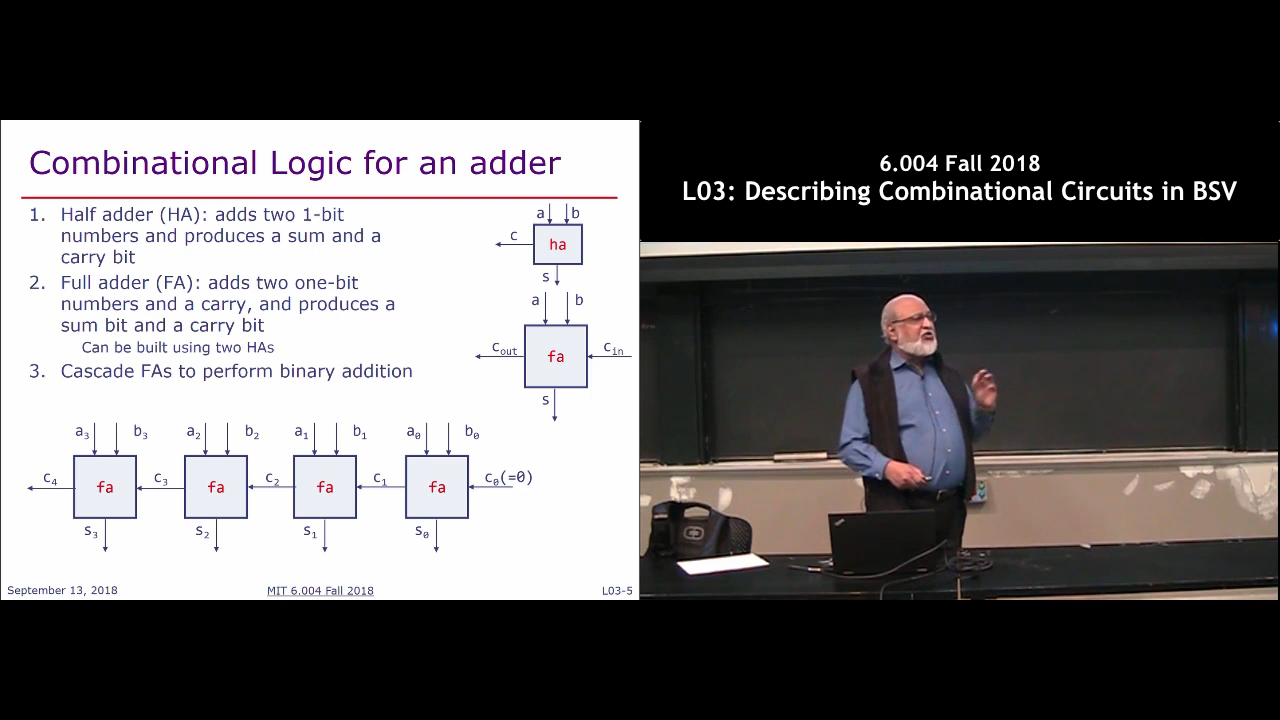 Combinational Logic for an adder
1. Half adder (HA): adds two 1-bit
numbers and produces a sum and a
carry bit
2. Full adder (FA): adds two one-bit
numbers and a carry, and produces a
sum bit and a carry bit
Can be built using two HAs
3. Cascade FAs to perform binary addition
a b
c
ha
s
a b
c_out fa c_in
s
a₃ b₃ a₂ b₂ a₁ b₁ a₀ b₀
c₄ fa c₃ fa c₂ fa c₁ fa c₀(=0)
s₃ s₂ s₁ s₀
September 13, 2018 MIT 6.004 Fall 2018 L03-5
6.004 Fall 2018
L03: Describing Combinational Circuits in BSV